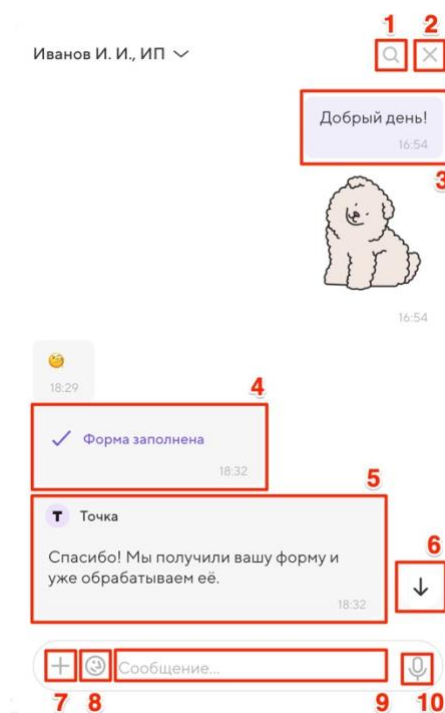 1 2
Иванов И. И., ИП
Добрый день!
16:54
3
16:54
18:29
4
Форма заполнена
18:32
5
Т Точка
6
Спасибо! Мы получили вашу форму и
уже обрабатываем её.
18:32
Сообщение...
7 8 9 10